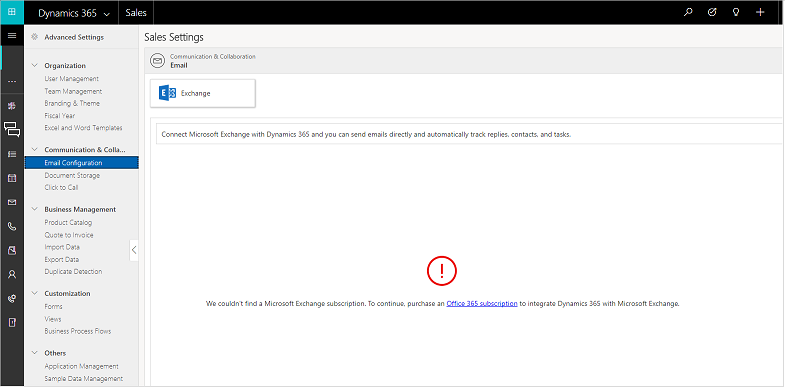 Dynamics 365
Sales
Advanced Settings
Organization
User Management
Team Management
Branding & Theme
Fiscal Year
Excel and Word Templates
Communication & Colla...
Email Configuration
Document Storage
Click to Call
Business Management
Product Catalog
Quote to Invoice
Import Data
Export Data
Duplicate Detection
Customization
Forms
Views
Business Process Flows
Others
Application Management
Sample Data Management
Sales Settings
Communication & Collaboration
Email
Exchange
Connect Microsoft Exchange with Dynamics 365 and you can send emails directly and automatically track replies, contacts, and tasks.
We couldn't find a Microsoft Exchange subscription. To continue, purchase an Office 365 subscription to integrate Dynamics 365 with Microsoft Exchange.